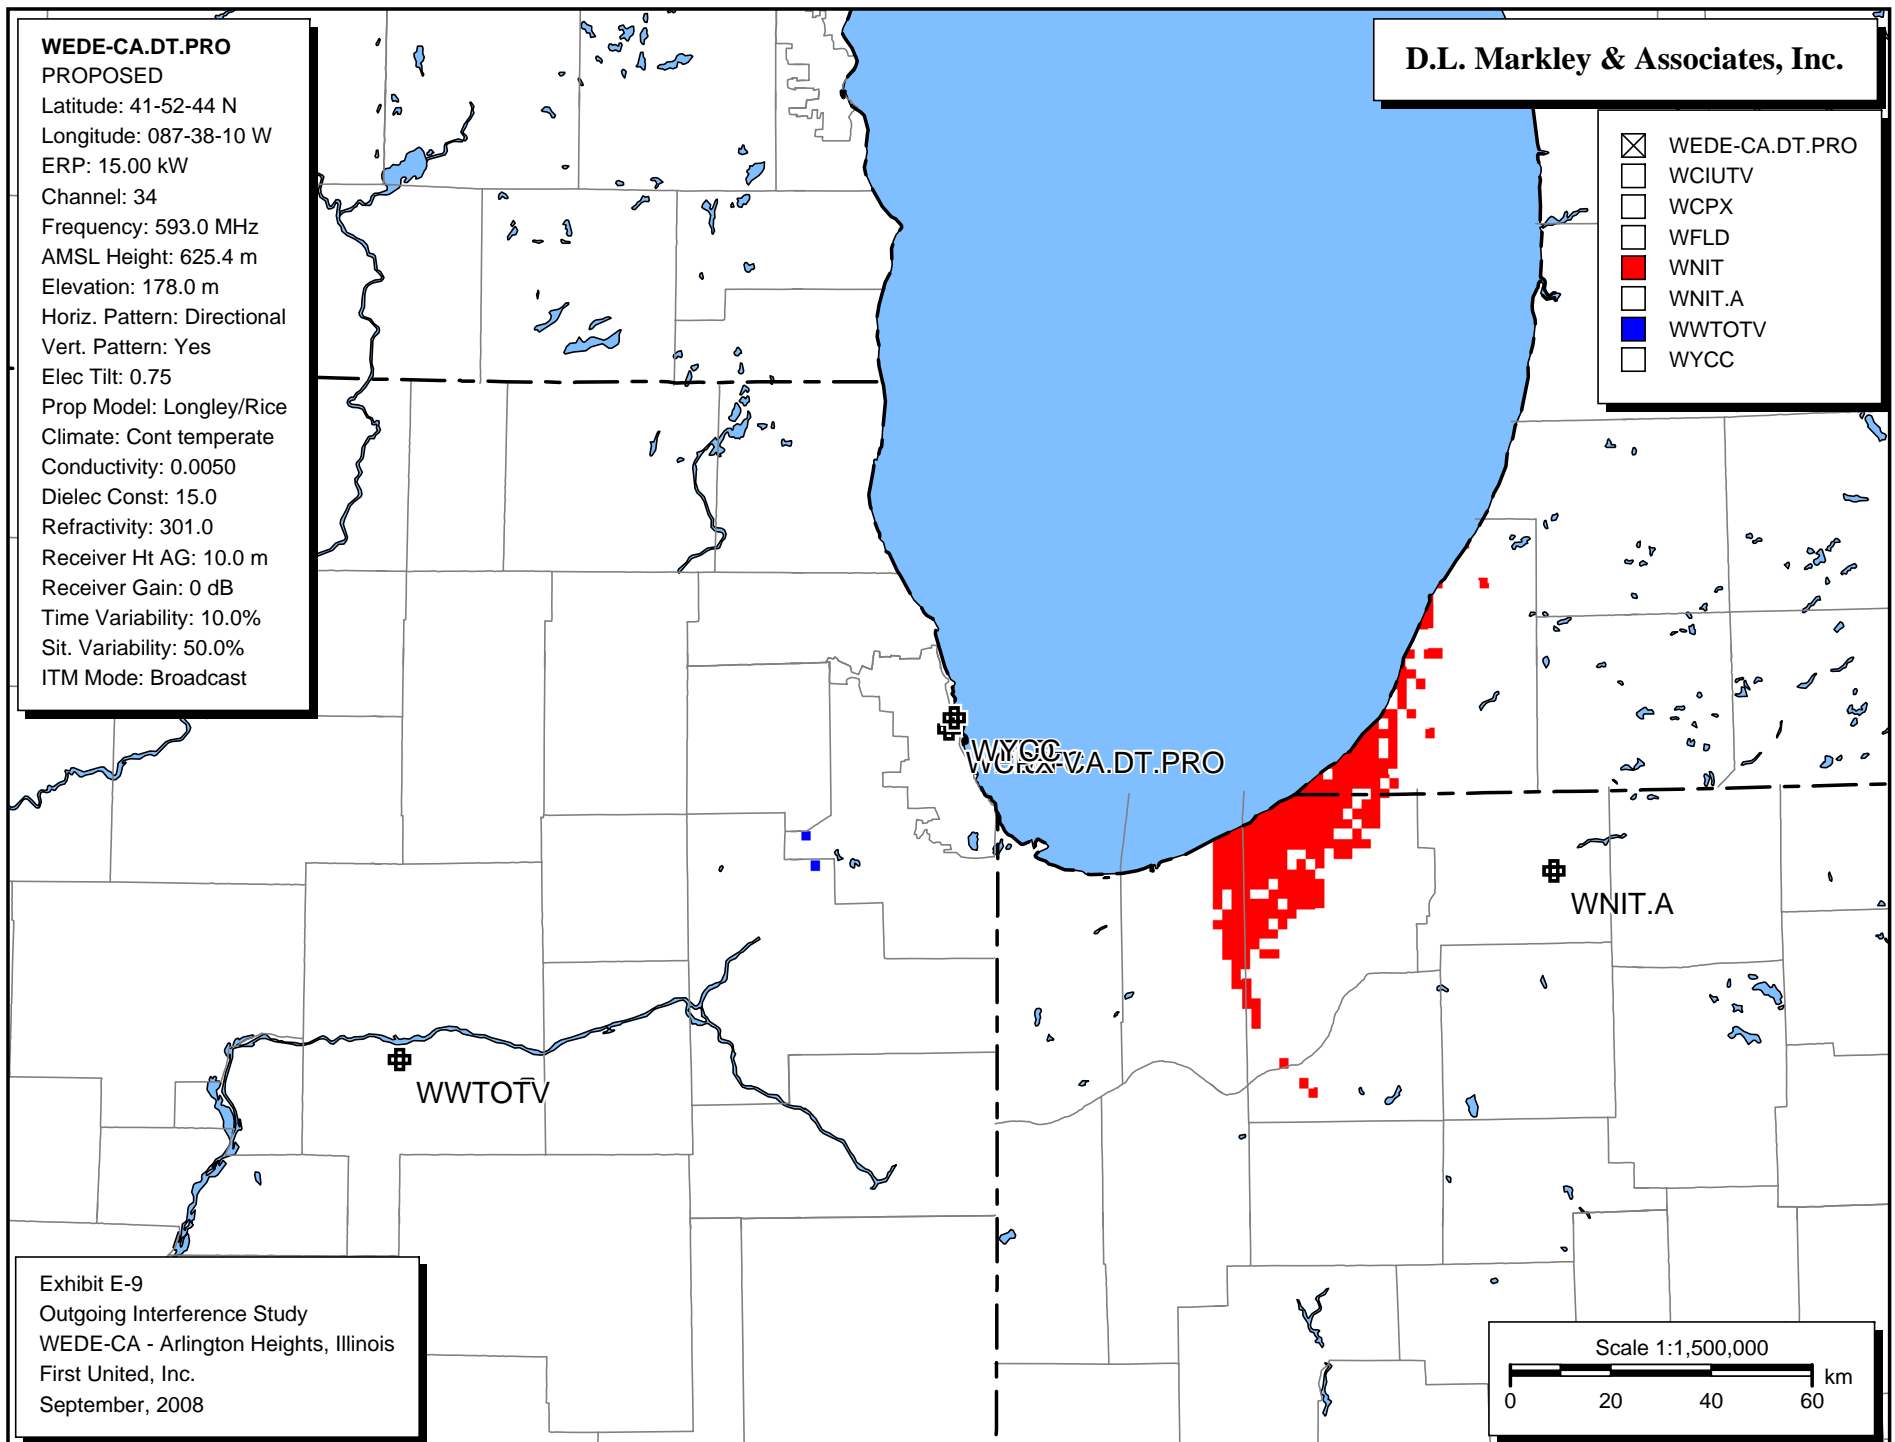 WEDE-CA.DT.PRO
PROPOSED
Latitude: 41-52-44 N
Longitude: 087-38-10 W
ERP: 15.00 kW
Channel: 34
Frequency: 593.0 MHz
AMSL Height: 625.4 m
Elevation: 178.0 m
Horiz. Pattern: Directional
Vert. Pattern: Yes
Elec Tilt: 0.75
Prop Model: Longley/Rice
Climate: Cont temperate
Conductivity: 0.0050
Dielec Const: 15.0
Refractivity: 301.0
Receiver Ht AG: 10.0 m
Receiver Gain: 0 dB
Time Variability: 10.0%
Sit. Variability: 50.0%
ITM Mode: Broadcast
D.L. Markley & Associates, Inc.
WEDE-CA.DT.PRO
WCIUTV
WCPX
WFLD
WNIT
WNIT.A
WWTOTV
WYCC
WYCC
A.DT.PRO
WNIT.A
WWTOTV
Exhibit E-9
Outgoing Interference Study
WEDE-CA - Arlington Heights, Illinois
First United, Inc.
September, 2008
Scale 1:1,500,000
km
0 20 40 60